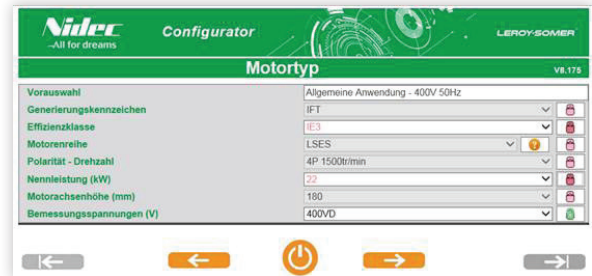 Nidec
-All for dreams
Configurator
LEROY-SOMER
Motortyp
V8.175
Vorauswahl Allgemeine Anwendung - 400V 50Hz
Generierungskennzeichen IFT
Effizienzklasse IE3
Motorenreihe LSES ?
Polarität - Drehzahl 4P 1500tr/min
Nennleistung (kW) 22
Motorachsenhöhe (mm) 180
Bemessungsspannungen (V) 400VD